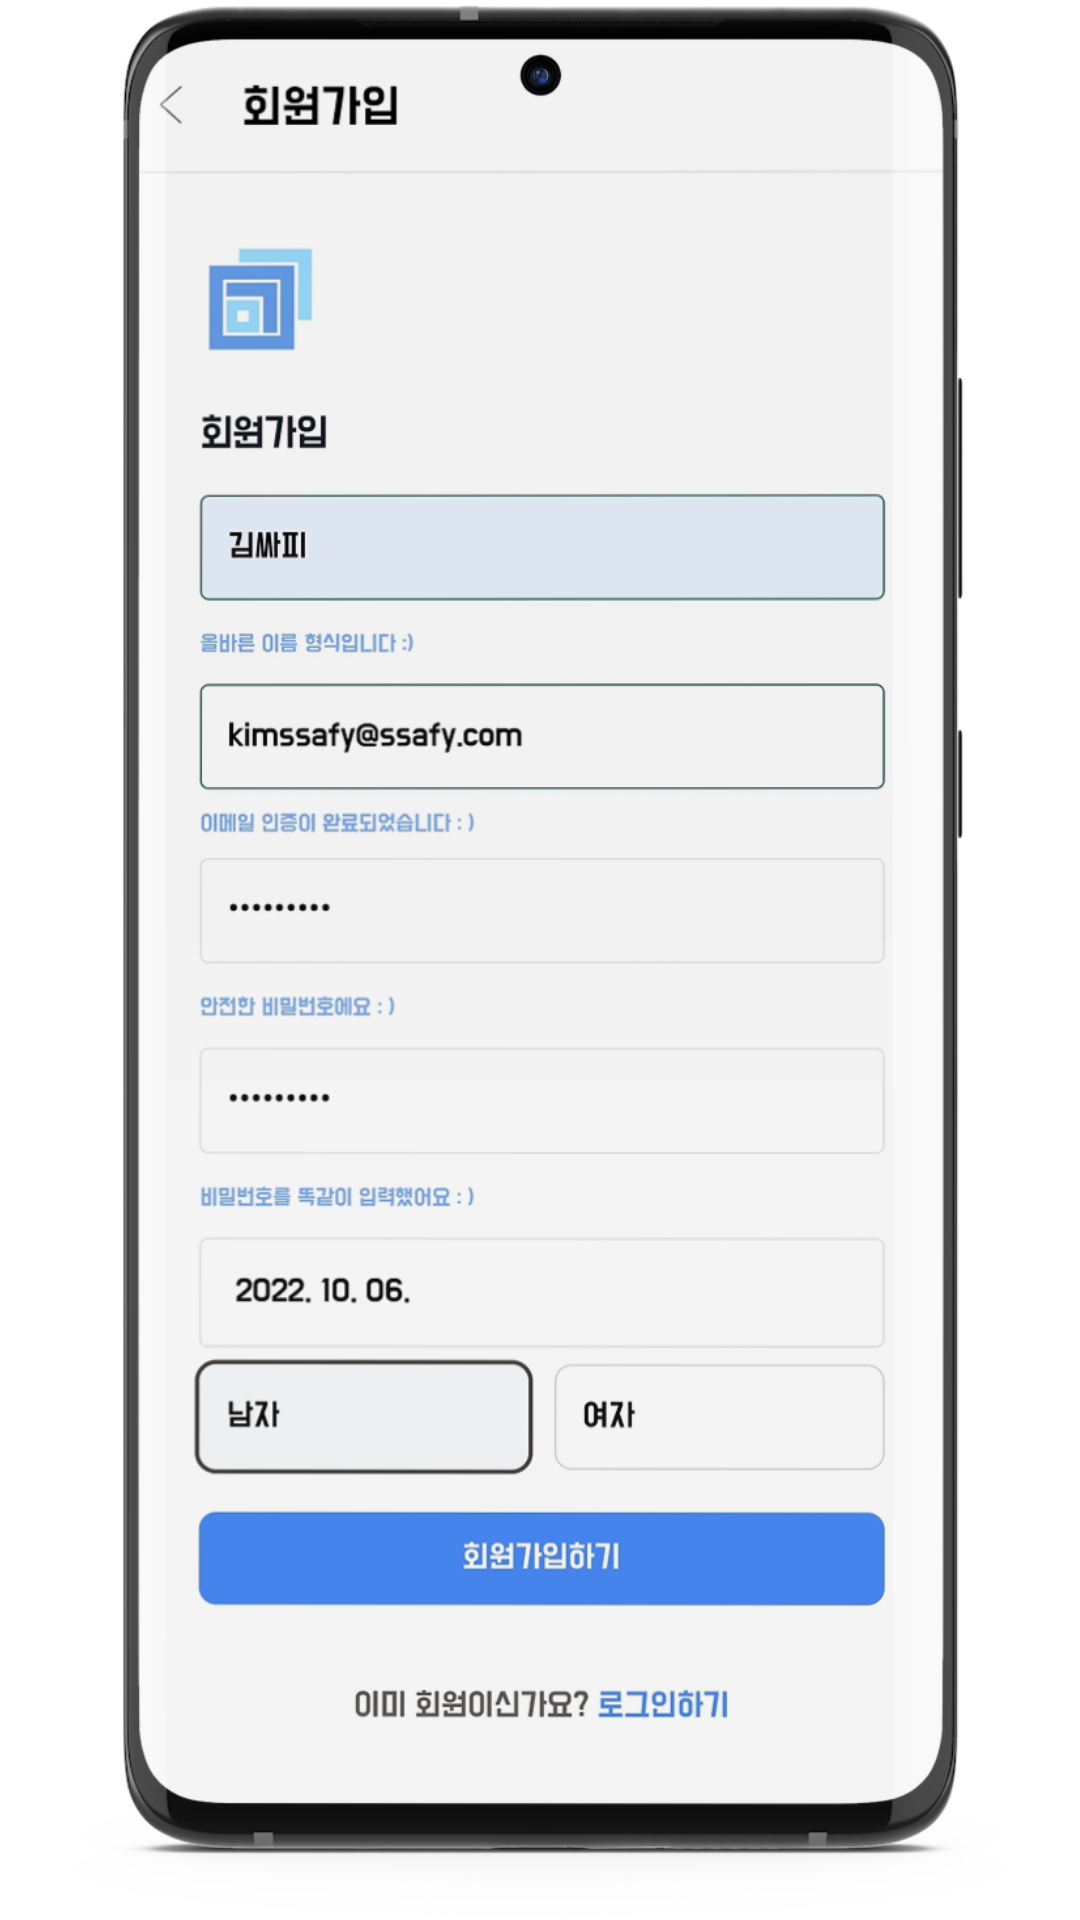 회원가입
회원가입
김싸피
올바른 이름 형식입니다 :)
kimssafy@ssafy.com
이메일 인증이 완료되었습니다 : )
•••••••••
안전한 비밀번호에요 : )
•••••••••
비밀번호를 똑같이 입력했어요 : )
2022. 10. 06.
남자 여자
회원가입하기
이미 회원이신가요? 로그인하기